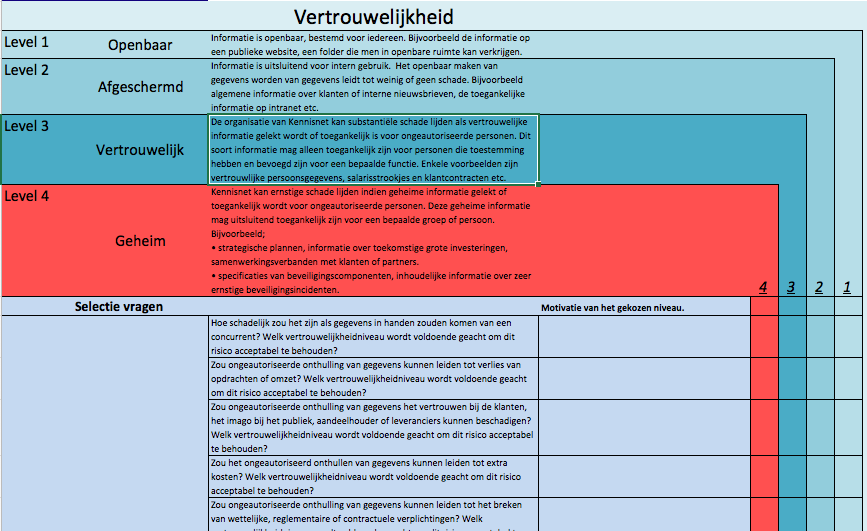 Vertrouwelijkheid
Level 1
Openbaar
Informatie is openbaar, bestemd voor iedereen. Bijvoorbeeld de informatie op
een publieke website, een folder die men in openbare ruimte kan verkrijgen.
Level 2
Afgeschermd
Informatie is uitsluitend voor intern gebruik. Het openbaar maken van
gegevens worden van gegevens leidt tot weinig of geen schade. Bijvoorbeeld
algemene informatie over klanten of interne nieuwsbrieven, de toegankelijke
informatie op intranet etc.
Level 3
Vertrouwelijk
De organisatie van Kennisnet kan substantiële schade lijden als vertrouwelijke
informatie gelekt wordt of toegankelijk is voor ongeautoriseerde personen. Dit
soort informatie mag alleen toegankelijk zijn voor personen die toestemming
hebben en bevoegd zijn voor een bepaalde functie. Enkele voorbeelden zijn
vertrouwlijke persoonsgegevens, salarisstrookjes en klantcontracten etc.
Level 4
Geheim
Kennisnet kan ernstige schade lijden indien geheime informatie gelekt of
toegankelijk wordt voor ongeautoriseerde personen. Deze geheime informatie
mag uitsluitend toegankelijk zijn voor een bepaalde groep of persoon.
Bijvoorbeeld;
• strategische plannen, informatie over toekomstige grote investeringen,
samenwerkingsverbanden met klanten of partners.
• specificaties van beveiligingscomponenten, inhoudelijke informatie over zeer
ernstige beveiligingsincidenten.
4 3 2 1
Selectie vragen
Motivatie van het gekozen niveau.
Hoe schadelijk zou het zijn als gegevens in handen zouden komen van een
concurrent? Welk vertrouwelijkheidniveau wordt voldoende geacht om dit
risico acceptabel te behouden?
Zou ongeautoriseerde onthulling van gegevens kunnen leiden tot verlies van
opdrachten of omzet? Welk vertrouwelijkheidniveau wordt voldoende geacht
om dit risico acceptabel te behouden?
Zou ongeautoriseerde onthulling van gegevens het vertrouwen bij de klanten,
het imago bij het publiek, aandeelhouder of leveranciers kunnen beschadigen?
Welk vertrouwelijkheidniveau wordt voldoende geacht om dit risico acceptabel
te behouden?
Zou het ongeautoriseerd onthullen van gegevens kunnen leiden tot extra
kosten? Welk vertrouwelijkheidniveau wordt voldoende geacht om dit risico
acceptabel te behouden?
Zou ongeautoriseerde onthulling van gegevens kunnen leiden tot het breken
van wettelijke, reglementaire of contractuele verplichtingen? Welk